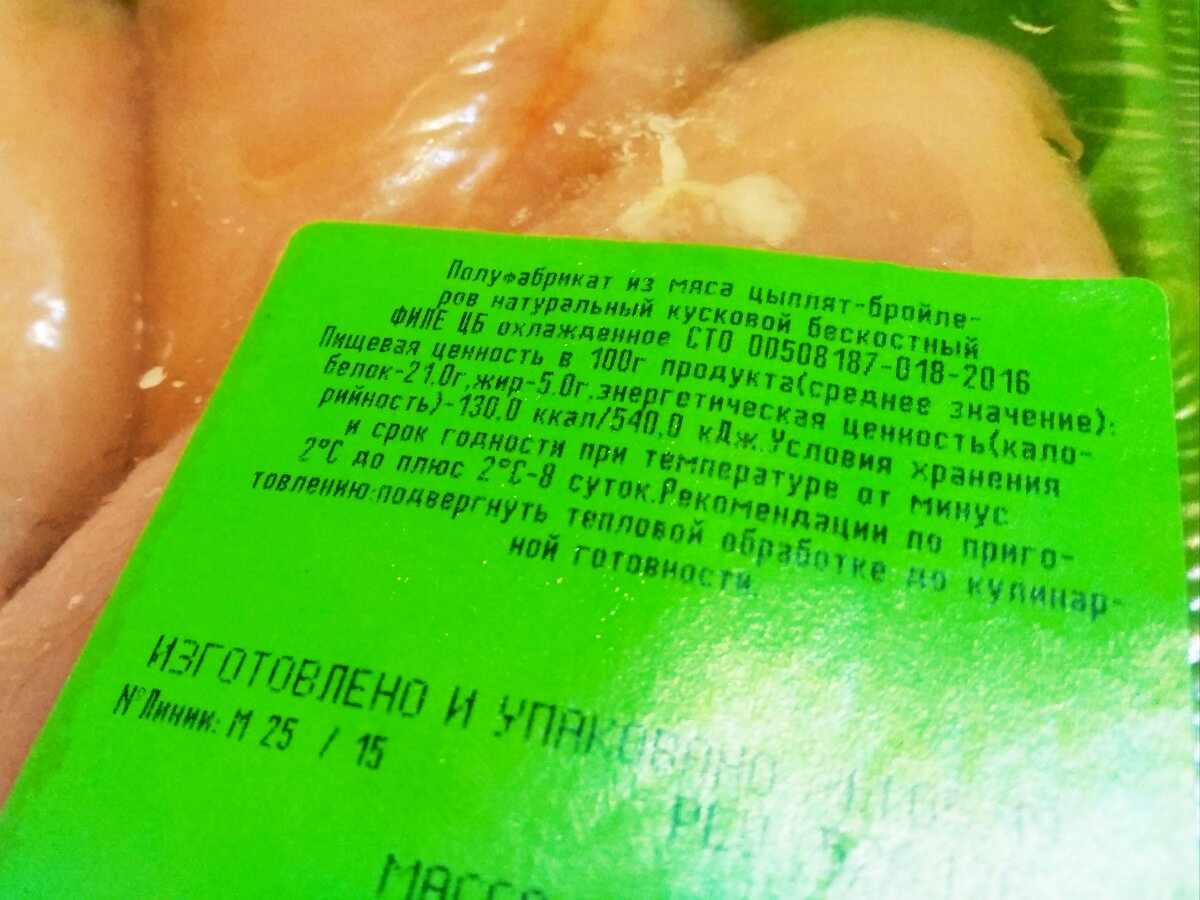 Полуфабрикат из мяса цыплят-бройле-
ров натуральный кусковой бескостный
ФИЛЕ ЦБ охлажденное СТО 00508187-018-2016
Пищевая ценность в 100г продукта(среднее значение):
белок-21.0г,жир-5.0г,энергетическая ценность(кало-
рийность)-130,0 ккал/540,0 кДж.Условия хранения
и срок годности при температуре от минус
2°С до плюс 2°С-8 суток.Рекомендации по приго-
товлению:подвергнуть тепловой обработке до кулинар-
ной готовности.
ИЗГОТОВЛЕНО И УПАКОВАНО
N°Линии: М 25 / 15
МАССА